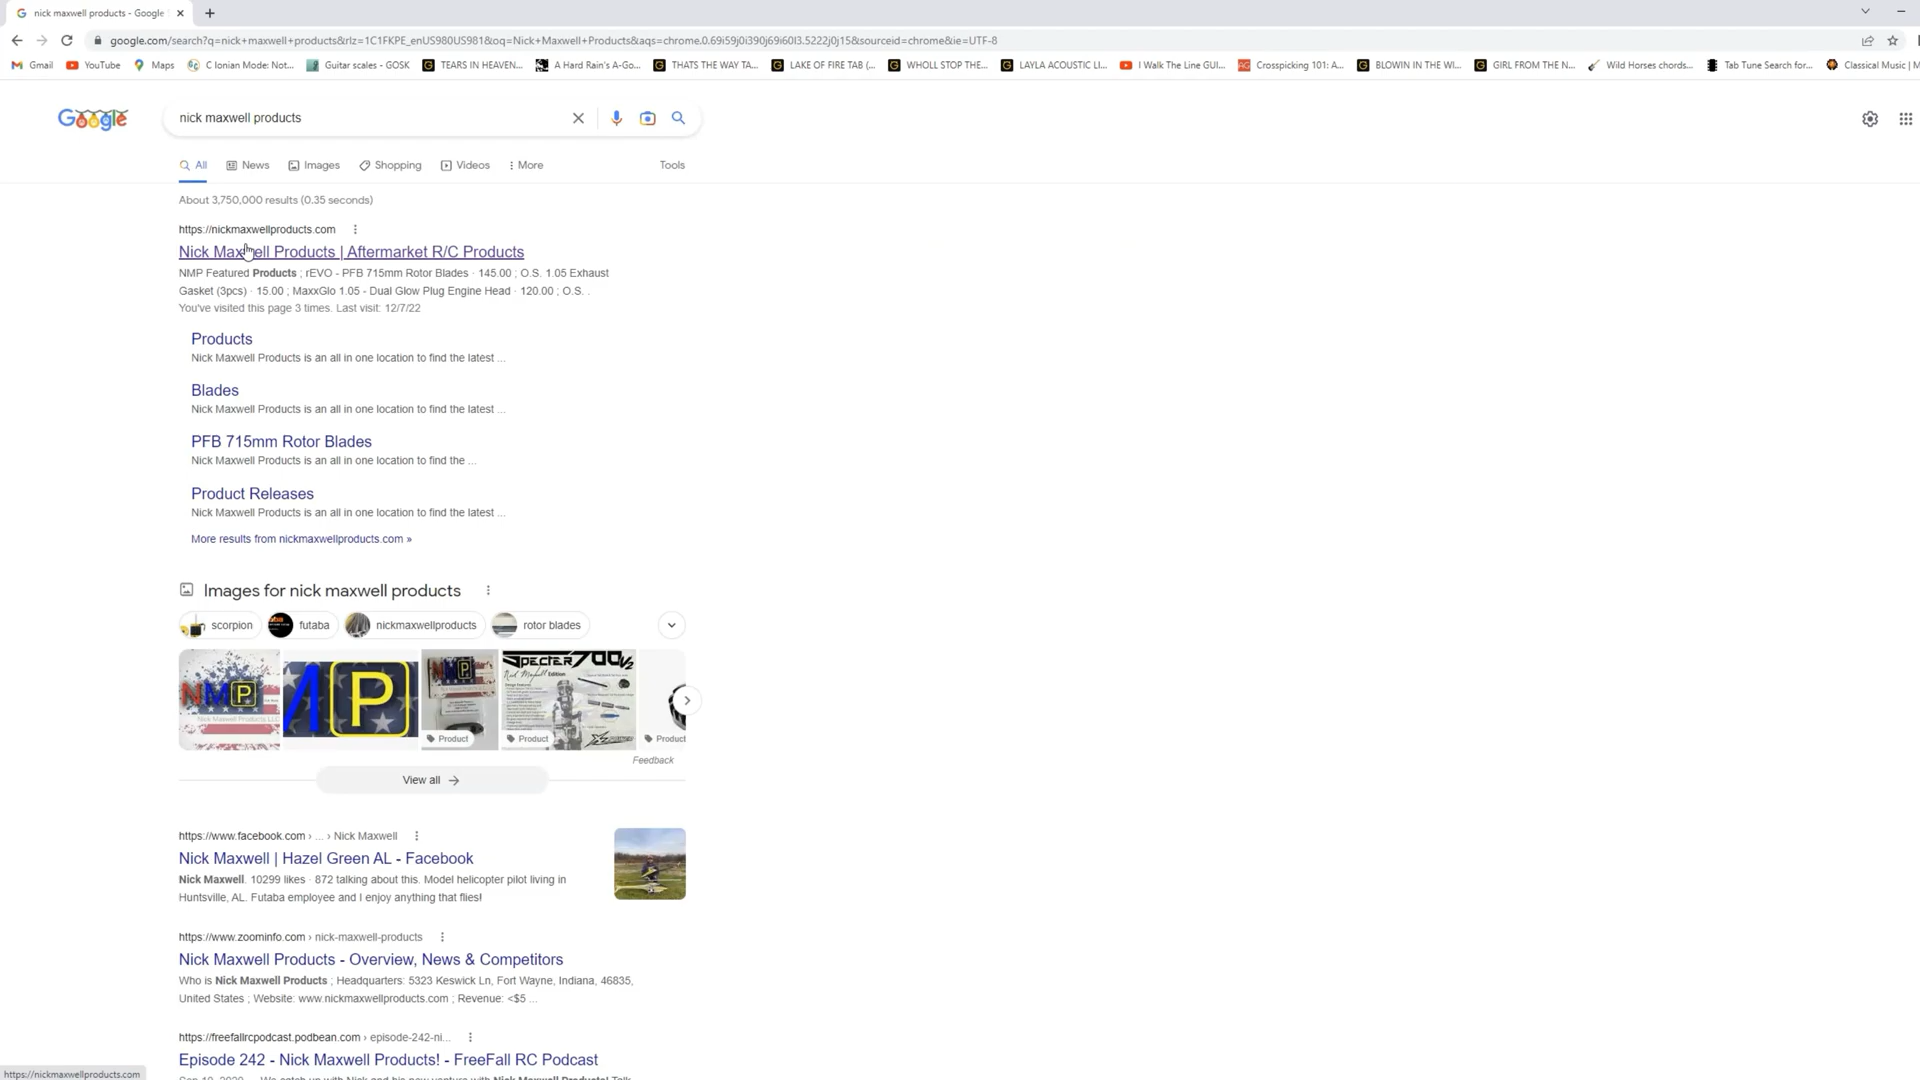 nick maxwell products - Google
google.com/search?q=nick+maxwell+products&rlz=1C1FKPE_enUS980US981&oq=Nick+Maxwell+Products&aqs=chrome.0.69i59j0i390j69i60l3.5222j0j15&sourceid=chrome&ie=UTF-8
Gmail YouTube Maps C Ionian Mode: Not... Guitar scales - GOSK TEARS IN HEAVEN... A Hard Rain's A-Go... THATS THE WAY TA... LAKE OF FIRE TAB (... WHOLL STOP THE... LAYLA ACOUSTIC LI... I Walk The Line GUI... Crosspicking 101: A... BLOWIN IN THE WI... GIRL FROM THE N... Wild Horses chords... Tab Tune Search for... Classical Music | M
Google nick maxwell products
All News Images Shopping Videos More Tools
About 3,750,000 results (0.35 seconds)
https://nickmaxwellproducts.com
Nick Maxwell Products | Aftermarket R/C Products
NMP Featured Products ; rEVO - PFB 715mm Rotor Blades · 145.00 ; O.S. 1.05 Exhaust
Gasket (3pcs) · 15.00 ; MaxxGlo 1.05 - Dual Glow Plug Engine Head · 120.00 ; O.S. .
You've visited this page 3 times. Last visit: 12/7/22
Products
Nick Maxwell Products is an all in one location to find the latest ...
Blades
Nick Maxwell Products is an all in one location to find the latest ...
PFB 715mm Rotor Blades
Nick Maxwell Products is an all in one location to find the ...
Product Releases
Nick Maxwell Products is an all in one location to find the latest ...
More results from nickmaxwellproducts.com »
Images for nick maxwell products
scorpion futaba nickmaxwellproducts rotor blades
NMP
Nick Maxwell Products LLC
MP
NMP
SPECTER 700 V2
Nick Maxwell Edition
Product Product Product
Feedback
View all
https://www.facebook.com › ... › Nick Maxwell
Nick Maxwell | Hazel Green AL - Facebook
Nick Maxwell. 10299 likes · 872 talking about this. Model helicopter pilot living in
Huntsville, AL. Futaba employee and I enjoy anything that flies!
https://www.zoominfo.com › nick-maxwell-products
Nick Maxwell Products - Overview, News & Competitors
Who is Nick Maxwell Products ; Headquarters: 5323 Keswick Ln, Fort Wayne, Indiana, 46835,
United States ; Website: www.nickmaxwellproducts.com ; Revenue: <$5 ...
https://freefallrcpodcast.podbean.com › episode-242-ni...
Episode 242 - Nick Maxwell Products! - FreeFall RC Podcast
https://nickmaxwellproducts.com